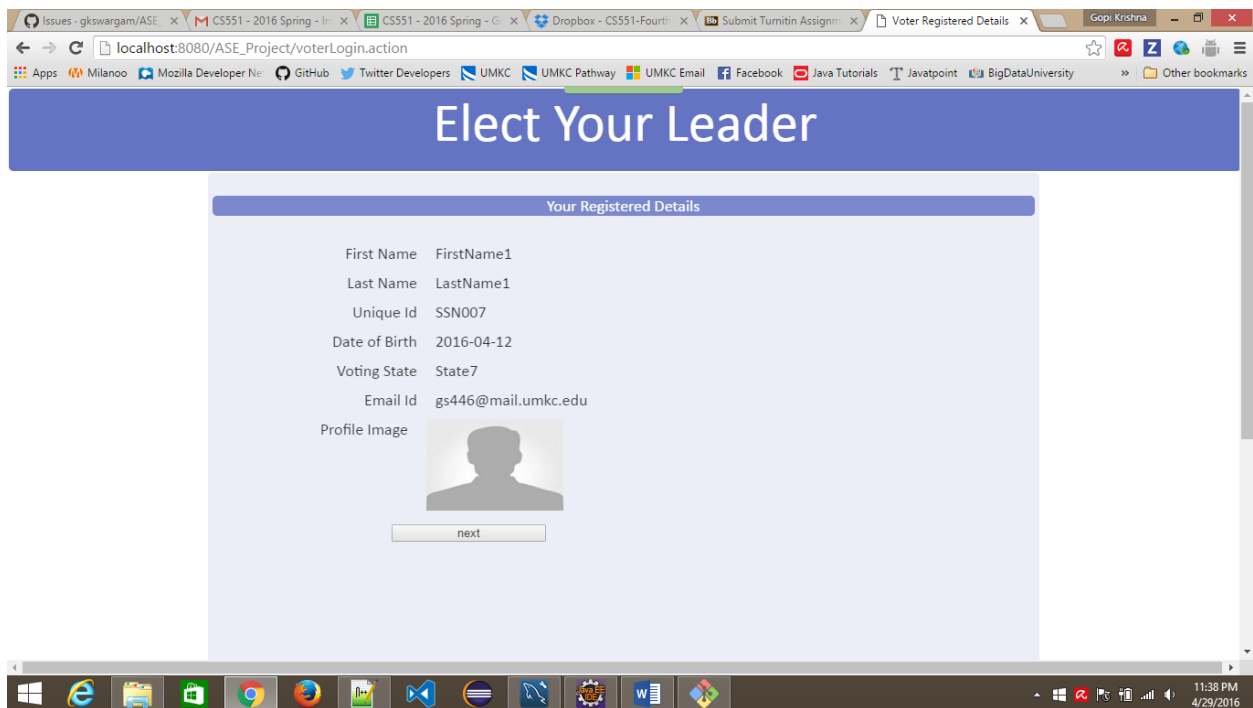 Issues - gkswargam/ASE_
CS551 - 2016 Spring - In
CS551 - 2016 Spring - G
Dropbox - CS551-Fourth
Submit Turnitin Assignm
Voter Registered Details
Gopi Krishna
localhost:8080/ASE_Project/voterLogin.action
Apps Milanoo Mozilla Developer Ne GitHub Twitter Developers UMKC UMKC Pathway UMKC Email Facebook Java Tutorials Javatpoint BigDataUniversity » Other bookmarks
Elect Your Leader
Your Registered Details
First Name FirstName1
Last Name LastName1
Unique Id SSN007
Date of Birth 2016-04-12
Voting State State7
Email Id gs446@mail.umkc.edu
Profile Image
next
11:38 PM
4/29/2016